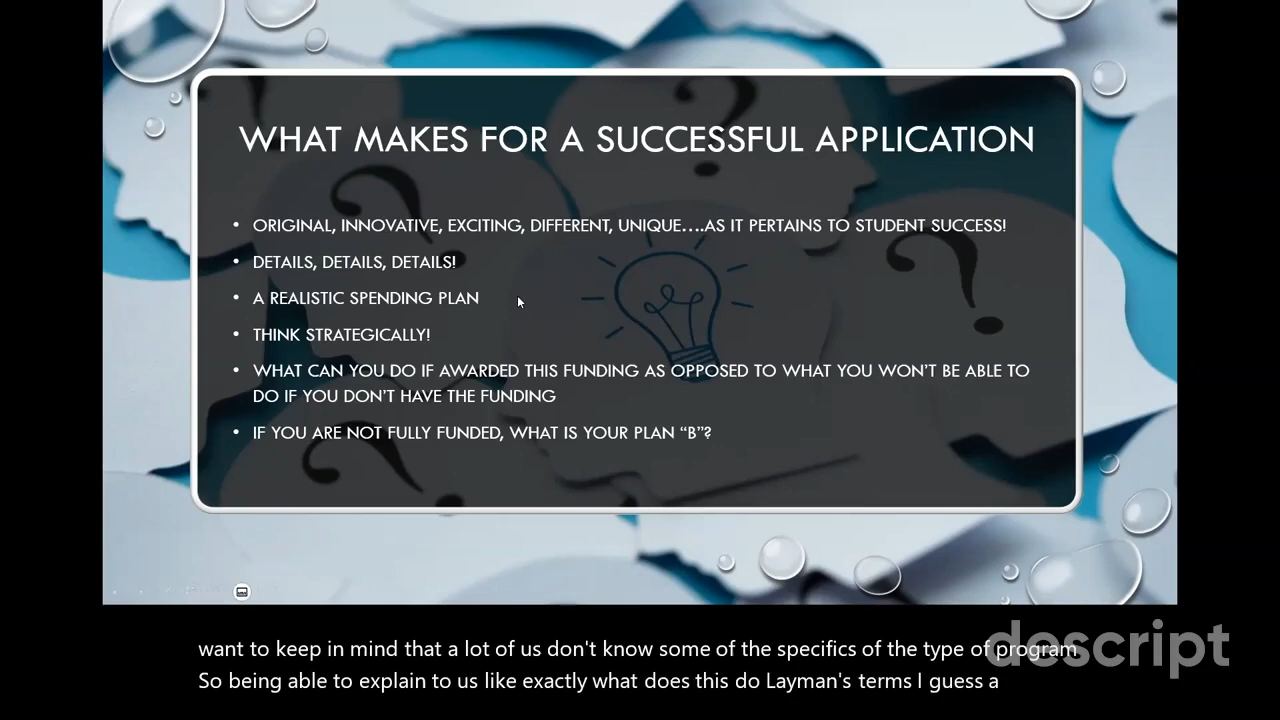 WHAT MAKES FOR A SUCCESSFUL APPLICATION
• ORIGINAL, INNOVATIVE, EXCITING, DIFFERENT, UNIQUE….AS IT PERTAINS TO STUDENT SUCCESS!
• DETAILS, DETAILS, DETAILS!
• A REALISTIC SPENDING PLAN
• THINK STRATEGICALLY!
• WHAT CAN YOU DO IF AWARDED THIS FUNDING AS OPPOSED TO WHAT YOU WON’T BE ABLE TO
DO IF YOU DON’T HAVE THE FUNDING
• IF YOU ARE NOT FULLY FUNDED, WHAT IS YOUR PLAN “B”?
want to keep in mind that a lot of us don't know some of the specifics of the type of program
So being able to explain to us like exactly what does this do Layman's terms I guess a
descript